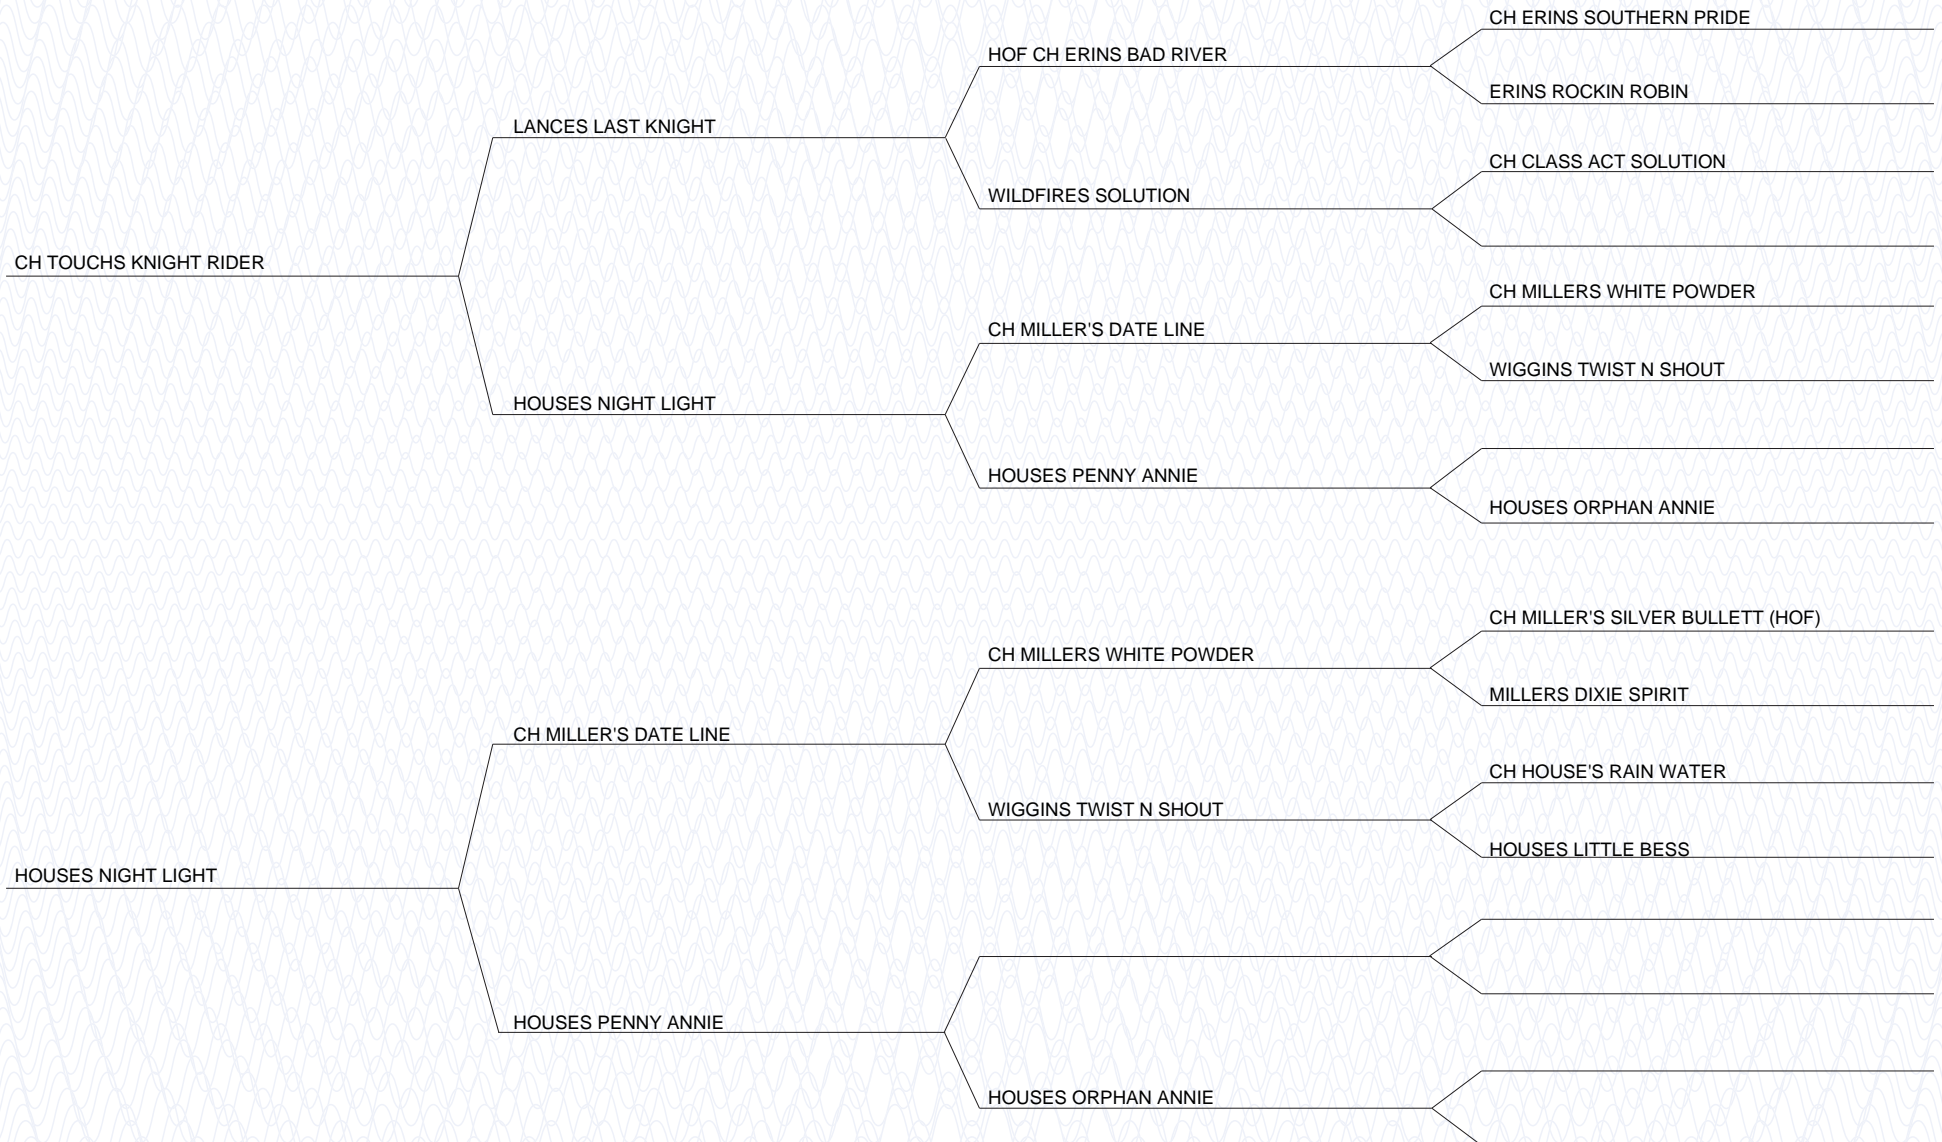 CH ERINS SOUTHERN PRIDE
HOF CH ERINS BAD RIVER
ERINS ROCKIN ROBIN
LANCES LAST KNIGHT
CH CLASS ACT SOLUTION
WILDFIRES SOLUTION
CH TOUCHS KNIGHT RIDER
CH MILLERS WHITE POWDER
CH MILLER'S DATE LINE
WIGGINS TWIST N SHOUT
HOUSES NIGHT LIGHT
HOUSES PENNY ANNIE
HOUSES ORPHAN ANNIE
CH MILLER'S SILVER BULLETT (HOF)
CH MILLERS WHITE POWDER
MILLERS DIXIE SPIRIT
CH MILLER'S DATE LINE
CH HOUSE'S RAIN WATER
WIGGINS TWIST N SHOUT
HOUSES LITTLE BESS
HOUSES NIGHT LIGHT
HOUSES PENNY ANNIE
HOUSES ORPHAN ANNIE